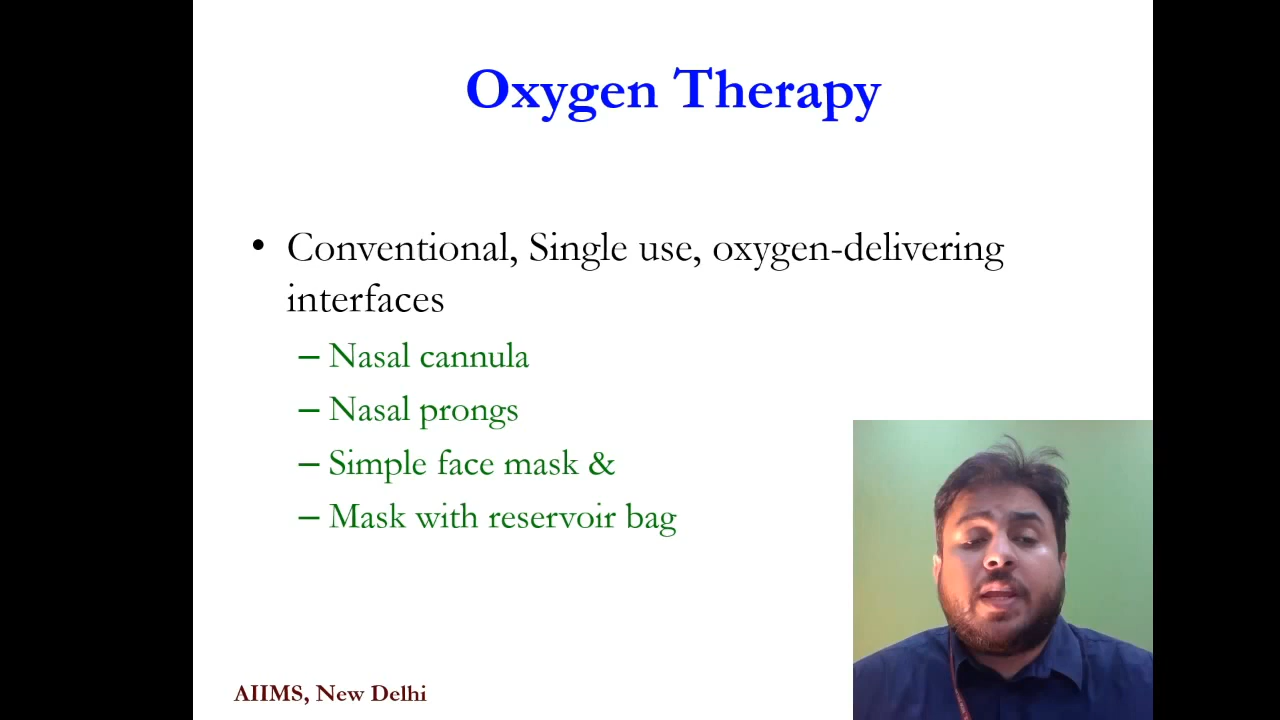 Oxygen Therapy
• Conventional, Single use, oxygen-delivering
interfaces
– Nasal cannula
– Nasal prongs
– Simple face mask &
– Mask with reservoir bag
AIIMS, New Delhi